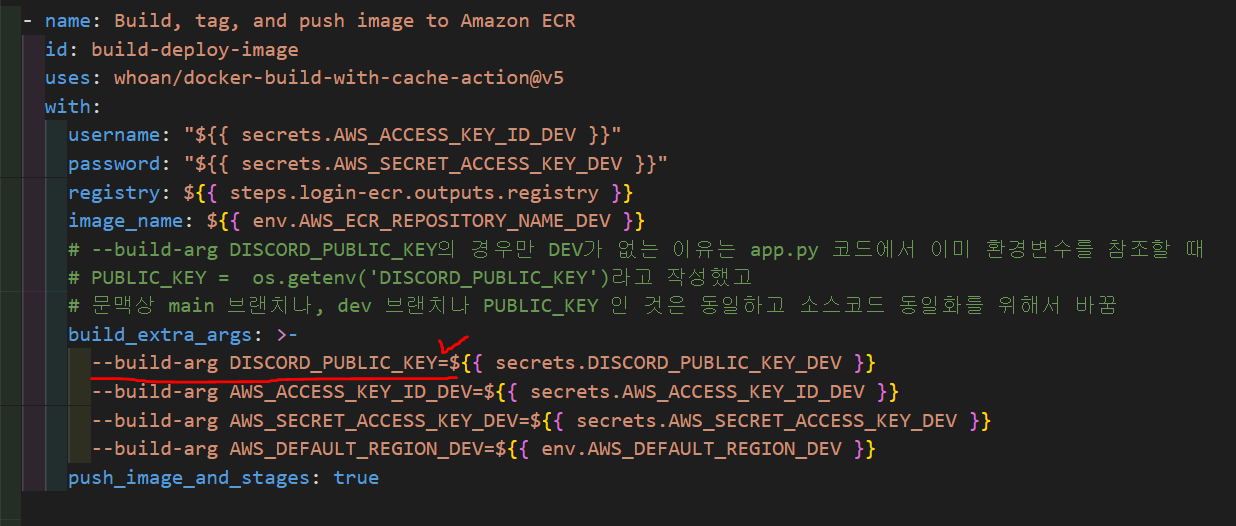 - name: Build, tag, and push image to Amazon ECR
id: build-deploy-image
uses: whoan/docker-build-with-cache-action@v5
with:
username: "${{ secrets.AWS_ACCESS_KEY_ID_DEV }}"
password: "${{ secrets.AWS_SECRET_ACCESS_KEY_DEV }}"
registry: ${{ steps.login-ecr.outputs.registry }}
image_name: ${{ env.AWS_ECR_REPOSITORY_NAME_DEV }}
# --build-arg DISCORD_PUBLIC_KEY의 경우만 DEV가 없는 이유는 app.py 코드에서 이미 환경변수를 참조할 때
# PUBLIC_KEY =  os.getenv('DISCORD_PUBLIC_KEY')라고 작성했고
# 문맥상 main 브랜치나, dev 브랜치나 PUBLIC_KEY 인 것은 동일하고 소스코드 동일화를 위해서 바꿈
build_extra_args: >-
--build-arg DISCORD_PUBLIC_KEY=${{ secrets.DISCORD_PUBLIC_KEY_DEV }}
--build-arg AWS_ACCESS_KEY_ID_DEV=${{ secrets.AWS_ACCESS_KEY_ID_DEV }}
--build-arg AWS_SECRET_ACCESS_KEY_DEV=${{ secrets.AWS_SECRET_ACCESS_KEY_DEV }}
--build-arg AWS_DEFAULT_REGION_DEV=${{ env.AWS_DEFAULT_REGION_DEV }}
push_image_and_stages: true